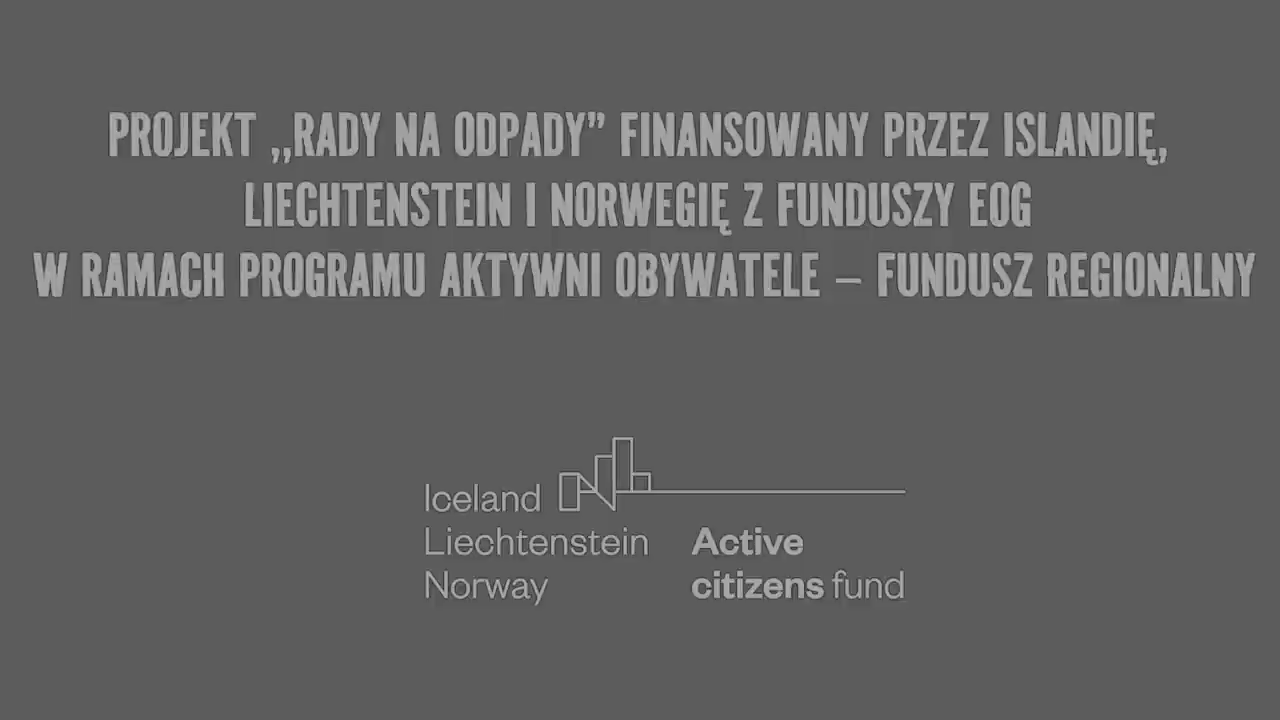 PROJEKT ,,RADY NA ODPADY” FINANSOWANY PRZEZ ISLANDIĘ,
LIECHTENSTEIN I NORWEGIĘ Z FUNDUSZY EOG
W RAMACH PROGRAMU AKTYWNI OBYWATELE – FUNDUSZ REGIONALNY
Iceland
Liechtenstein
Norway
Active
citizens fund